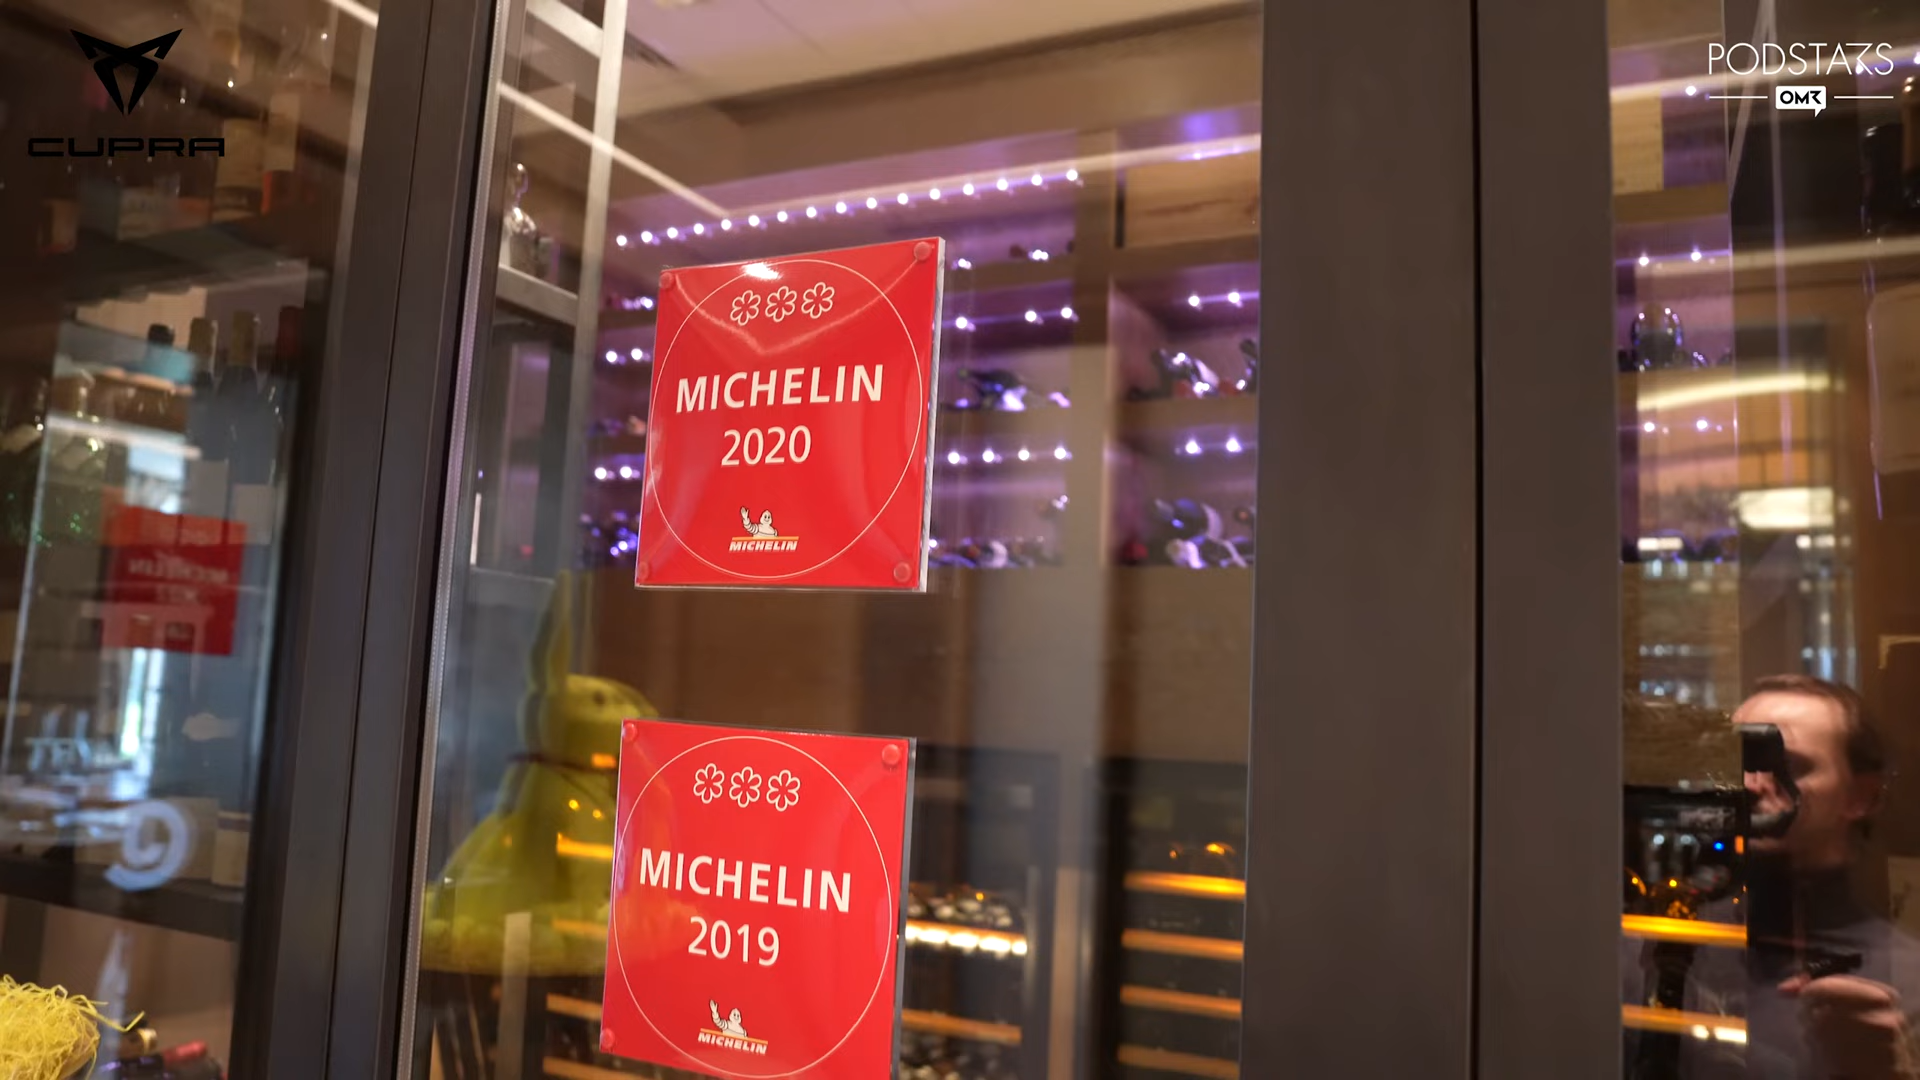 CUPRA
PODSTARS
OMR
MICHELIN
2020
MICHELIN
MICHELIN
2019
MICHELIN